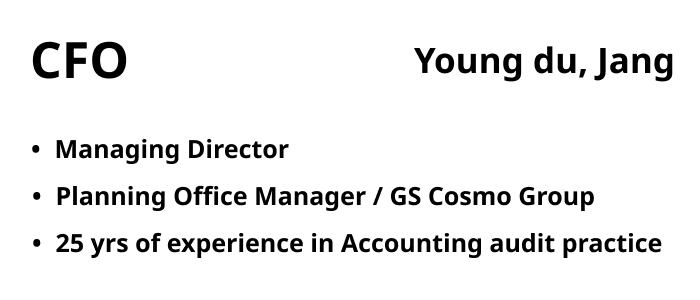 CFO Young du, Jang
• Managing Director
• Planning Office Manager / GS Cosmo Group
• 25 yrs of experience in Accounting audit practice